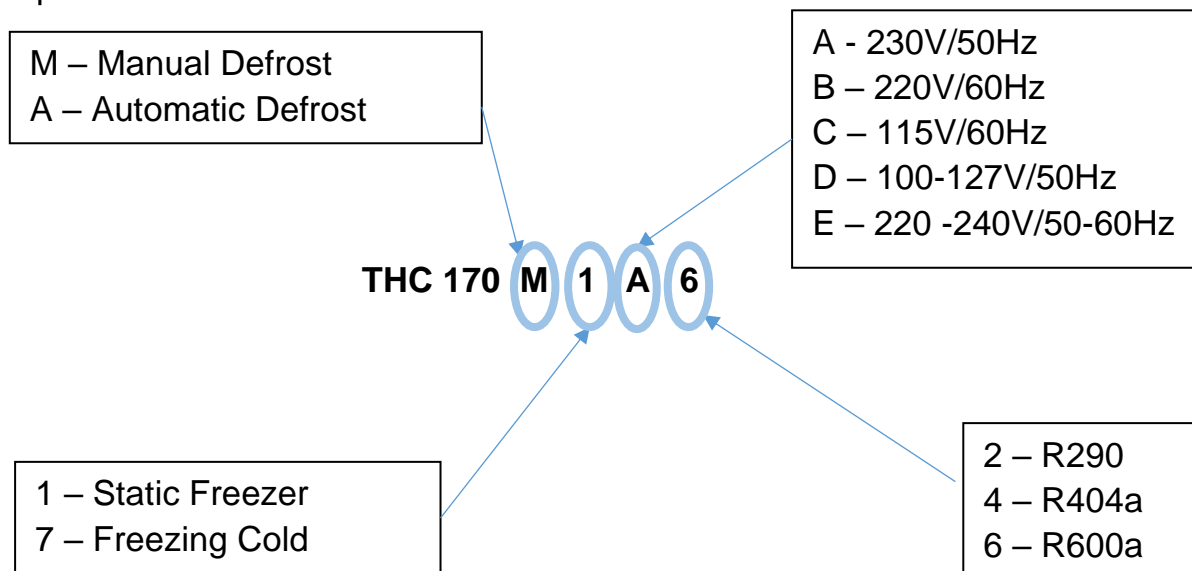 M – Manual Defrost
A – Automatic Defrost
A - 230V/50Hz
B – 220V/60Hz
C – 115V/60Hz
D – 100-127V/50Hz
E – 220 -240V/50-60Hz
THC 170 M 1 A 6
1 – Static Freezer
7 – Freezing Cold
2 – R290
4 – R404a
6 – R600a